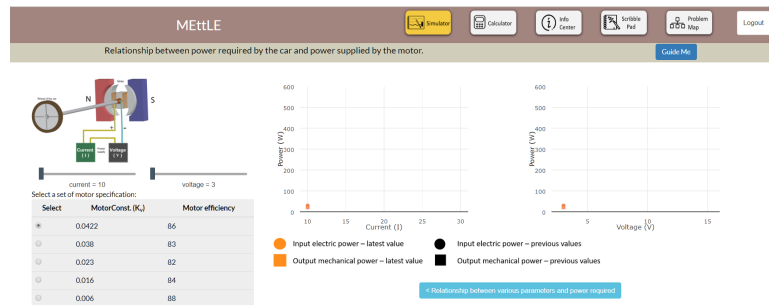 MEttLE
Simulator
Calculator
Info Center
Scribble Pad
Problem Map
Logout
Relationship between power required by the car and power supplied by the motor.
Guide Me
N
S
+
-
Current (I)
Voltage (V)
current = 10
voltage = 3
Select a set of motor specification:
Select MotorConst. (Kv) Motor efficiency
0.0422 86
0.038 83
0.023 82
0.016 84
0.006 88
Power (W)
600
500
400
300
200
100
0
10 15 20 25 30
Current (I)
Power (W)
600
500
400
300
200
100
0
5 10 15
Voltage (V)
Input electric power – latest value
Input electric power – previous values
Output mechanical power – latest value
Output mechanical power – previous values
< Relationship between various parameters and power required